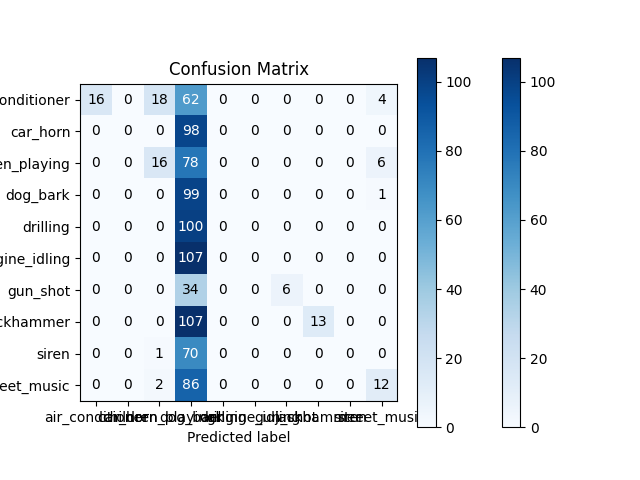 Confusion Matrix
onditioner 16 0 18 62 0 0 0 0 0 4
car_horn 0 0 0 98 0 0 0 0 0 0
en_playing 0 0 16 78 0 0 0 0 0 6
dog_bark 0 0 0 99 0 0 0 0 0 1
drilling 0 0 0 100 0 0 0 0 0 0
gine_idling 0 0 0 107 0 0 0 0 0 0
gun_shot 0 0 0 34 0 0 6 0 0 0
ckhammer 0 0 0 107 0 0 0 13 0 0
siren 0 0 1 70 0 0 0 0 0 0
eet_music 0 0 2 86 0 0 0 0 0 12
Predicted label
100
80
60
40
20
0
100
80
60
40
20
0